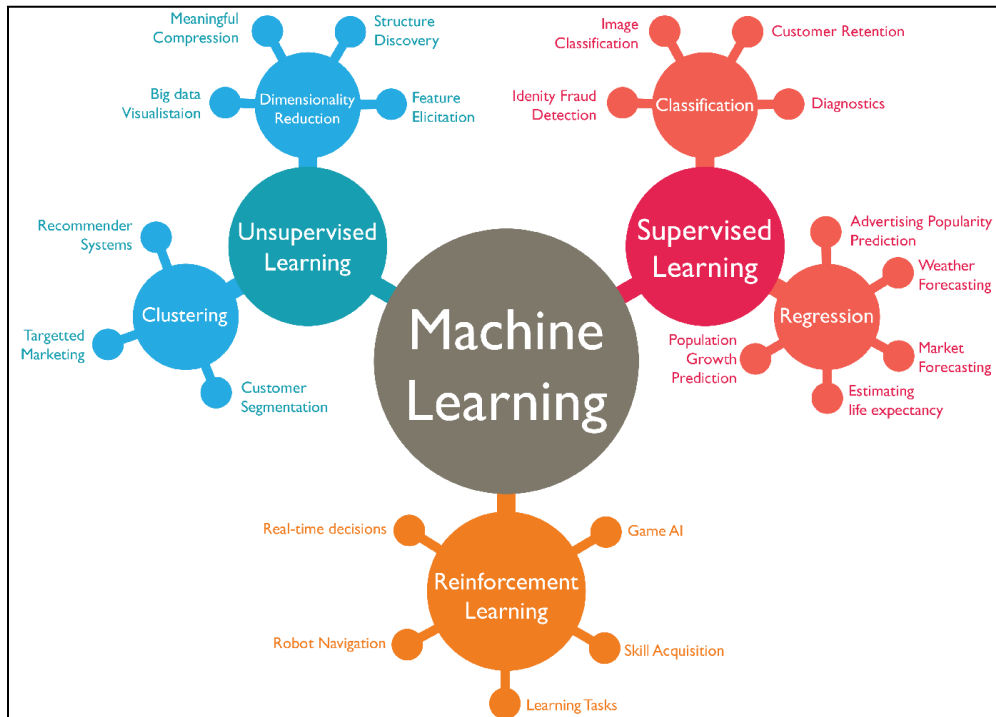 Meaningful
Compression
Structure
Discovery
Big data
Visualistaion
Dimensionality
Reduction
Feature
Elicitation
Image
Classification
Customer Retention
Idenity Fraud
Detection
Classification
Diagnostics
Recommender
Systems
Unsupervised
Learning
Clustering
Targetted
Marketing
Customer
Segmentation
Supervised
Learning
Advertising Popularity
Prediction
Weather
Forecasting
Regression
Population
Growth
Prediction
Market
Forecasting
Estimating
life expectancy
Machine
Learning
Real-time decisions
Game AI
Reinforcement
Learning
Robot Navigation
Skill Acquisition
Learning Tasks